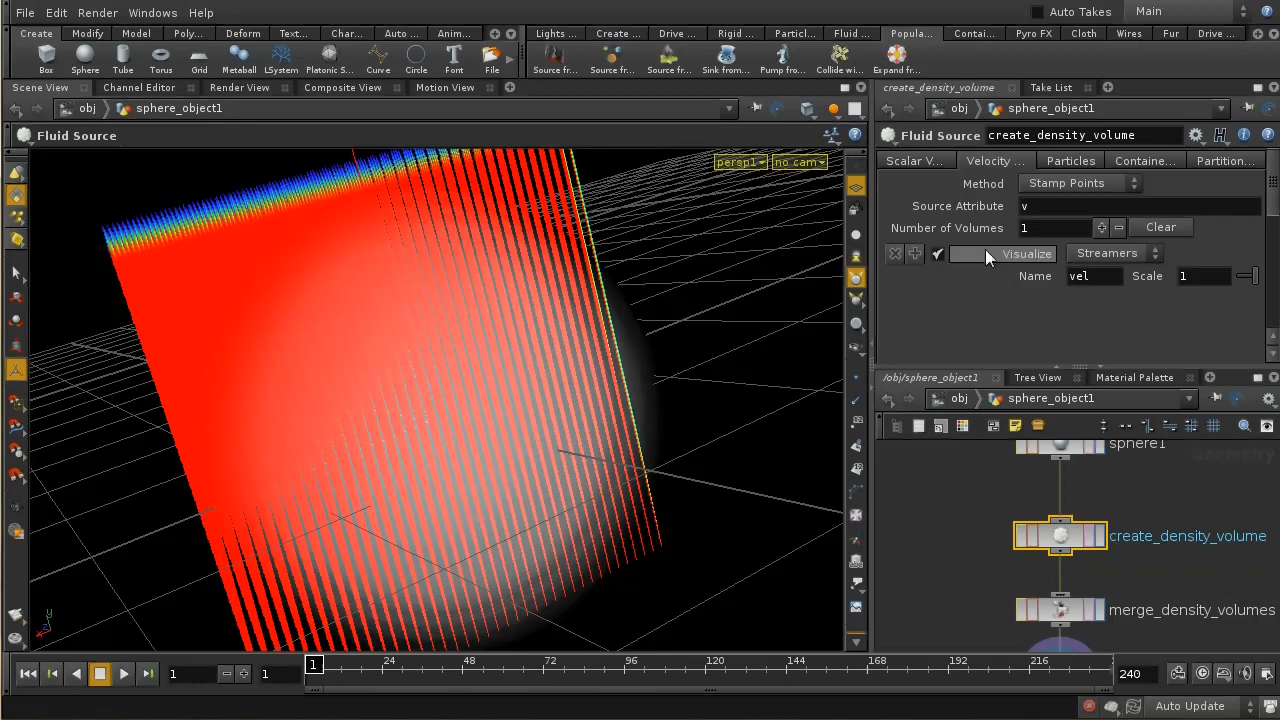 File Edit Render Windows Help Auto Takes Main
Create Modify Model Poly... Deform Text... Char... Auto ... Anim... Lights ... Create ... Drive ... Rigid ... Particl... Fluid ... Popula... Contai... Pyro FX Cloth Wires Fur Drive ...
Box Sphere Tube Torus Grid Metaball LSystem Platonic S... Curve Circle Font File Source fr... Source fr... Source fr... Sink from... Pump fro... Collide wi... Expand fr...
Scene View Channel Editor Render View Composite View Motion View create_density_volume Take List
obj sphere_object1 obj sphere_object1
Fluid Source Fluid Source create_density_volume
persp1 no cam Scalar V... Velocity ... Particles Containe... Partition...
Method Stamp Points
Source Attribute v
Number of Volumes 1 Clear
Visualize Streamers
Name vel Scale 1
/obj/sphere_object1 Tree View Material Palette
obj sphere_object1
sphere1
Geometry
create_density_volume
merge_density_volumes
1 1 1 24 48 72 96 120 144 168 192 216 240
Auto Update